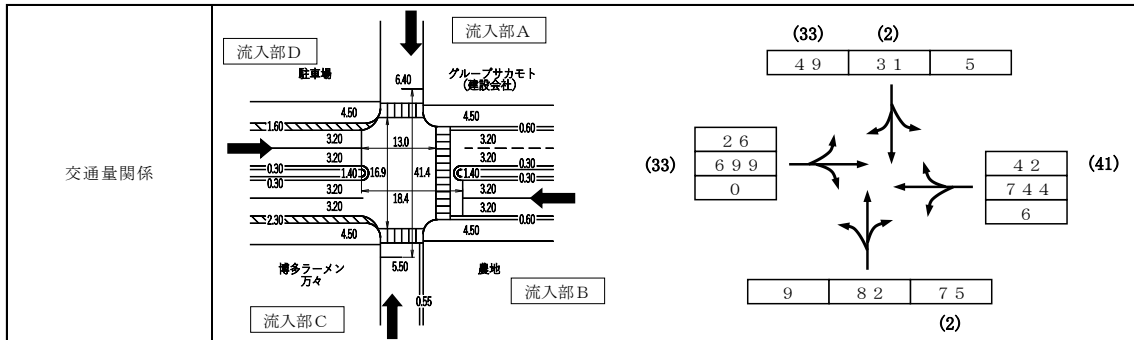 交通量関係
流入部A
流入部D
駐車場
グループサカモト
(建設会社)
6.40
4.50
4.50
1.60
0.60
3.20
13.0
3.20
3.20
3.20
0.30
0.30
1.40
16.9
41.4
1.40
0.30
0.30
3.20
18.4
3.20
3.20
3.20
2.30
0.60
4.50
4.50
5.50
博多ラーメン
万々
農地
0.55
流入部B
流入部C
(33) (2)
49 31 5
26
(33) 699
0
42
744 (41)
6
9 82 75
(2)